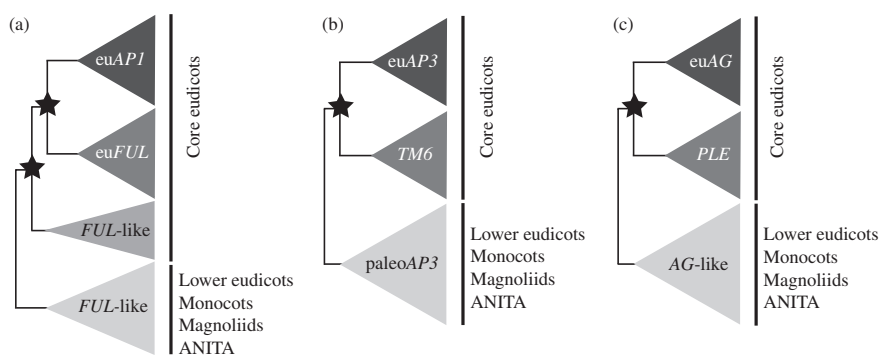 (a)
euAP1
euFUL
FUL-like
FUL-like
Core eudicots
Lower eudicots
Monocots
Magnoliids
ANITA
(b)
euAP3
TM6
paleoAP3
Core eudicots
Lower eudicots
Monocots
Magnoliids
ANITA
(c)
euAG
PLE
AG-like
Core eudicots
Lower eudicots
Monocots
Magnoliids
ANITA